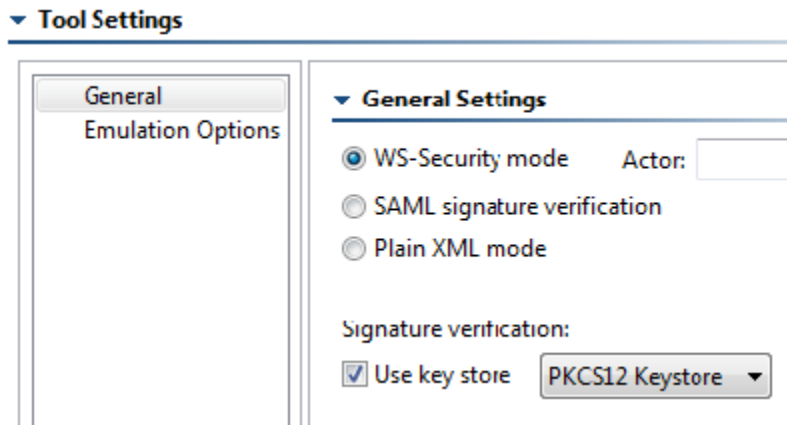 Tool Settings
General
Emulation Options
General Settings
WS-Security mode Actor:
SAML signature verification
Plain XML mode
Signature verification:
Use key store PKCS12 Keystore